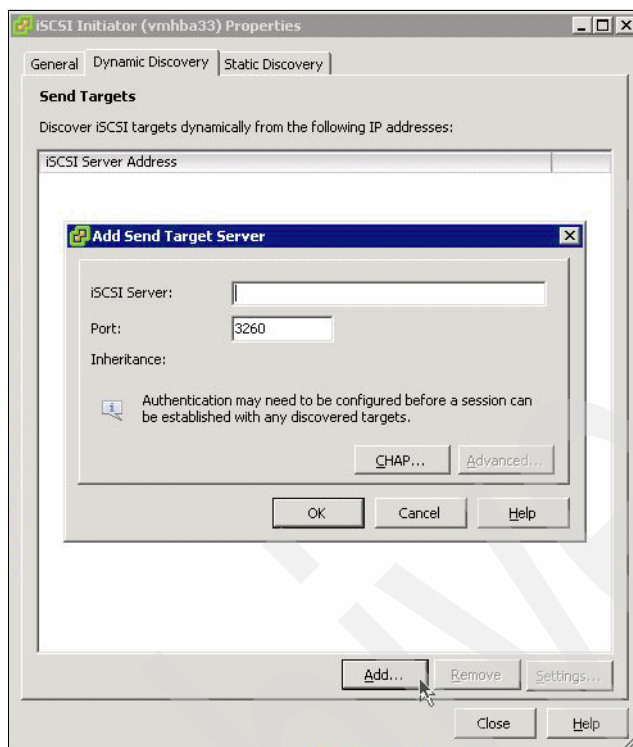 iSCSI Initiator (vmhba33) Properties
General Dynamic Discovery Static Discovery
Send Targets
Discover iSCSI targets dynamically from the following IP addresses:
iSCSI Server Address
Add Send Target Server
iSCSI Server:
Port: 3260
Inheritance:
Authentication may need to be configured before a session can
be established with any discovered targets.
CHAP... Advanced...
OK Cancel Help
Add... Remove Settings...
Close Help